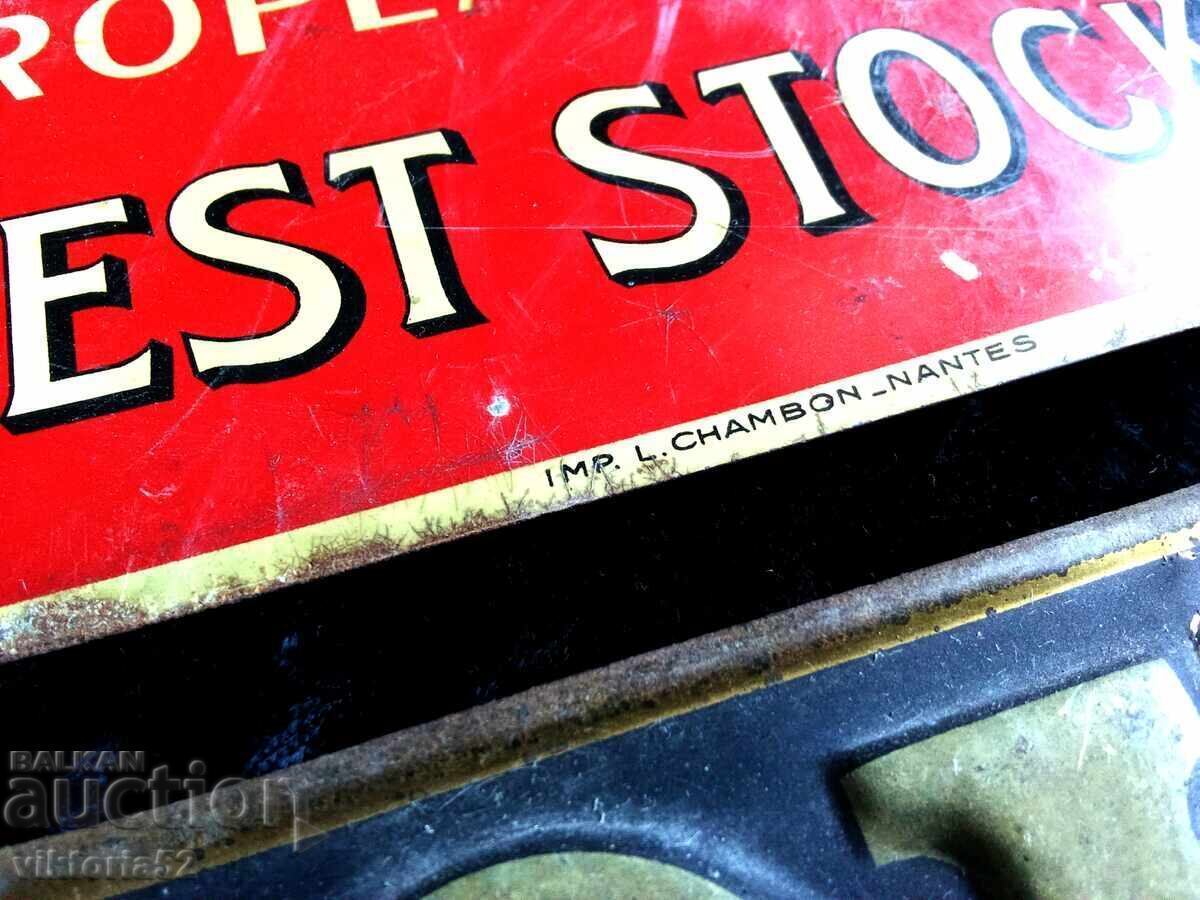 ROPEA
EST STOCK
IMP. L. CHAMBON_NANTES
BALKAN
auction
viktoria52